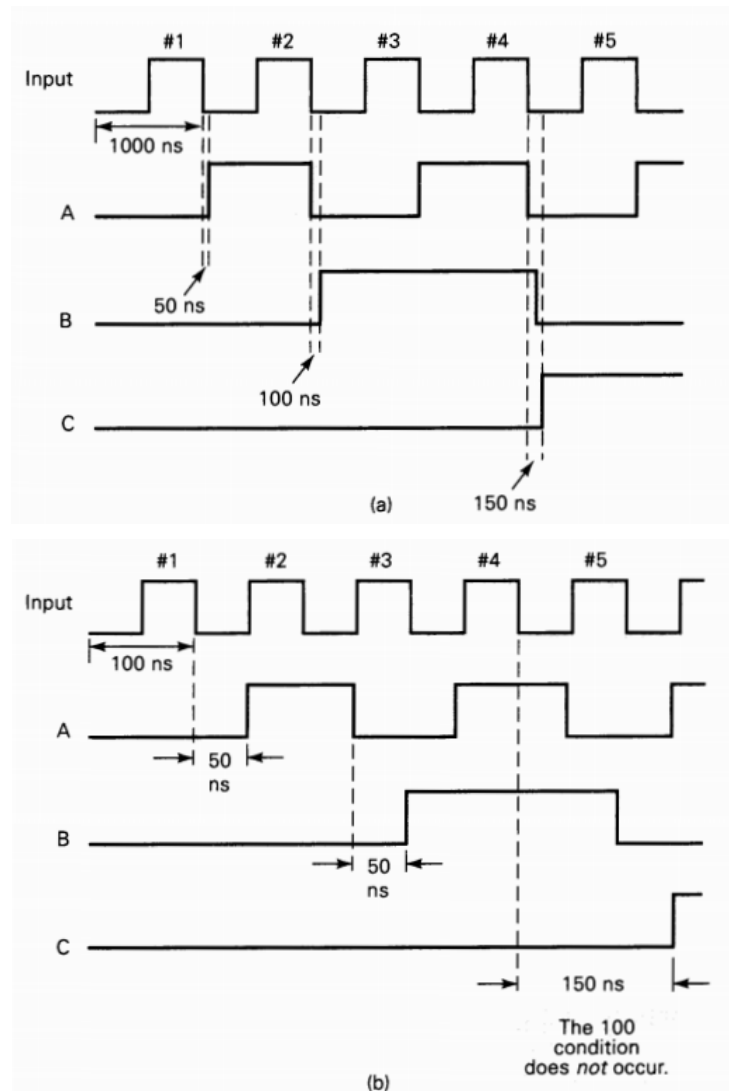 #1 #2 #3 #4 #5
Input
1000 ns
A
50 ns
B
100 ns
C
150 ns
(a)
#1 #2 #3 #4 #5
Input
100 ns
A
50
ns
B
50
ns
C
150 ns
The 100
condition
does not occur.
(b)